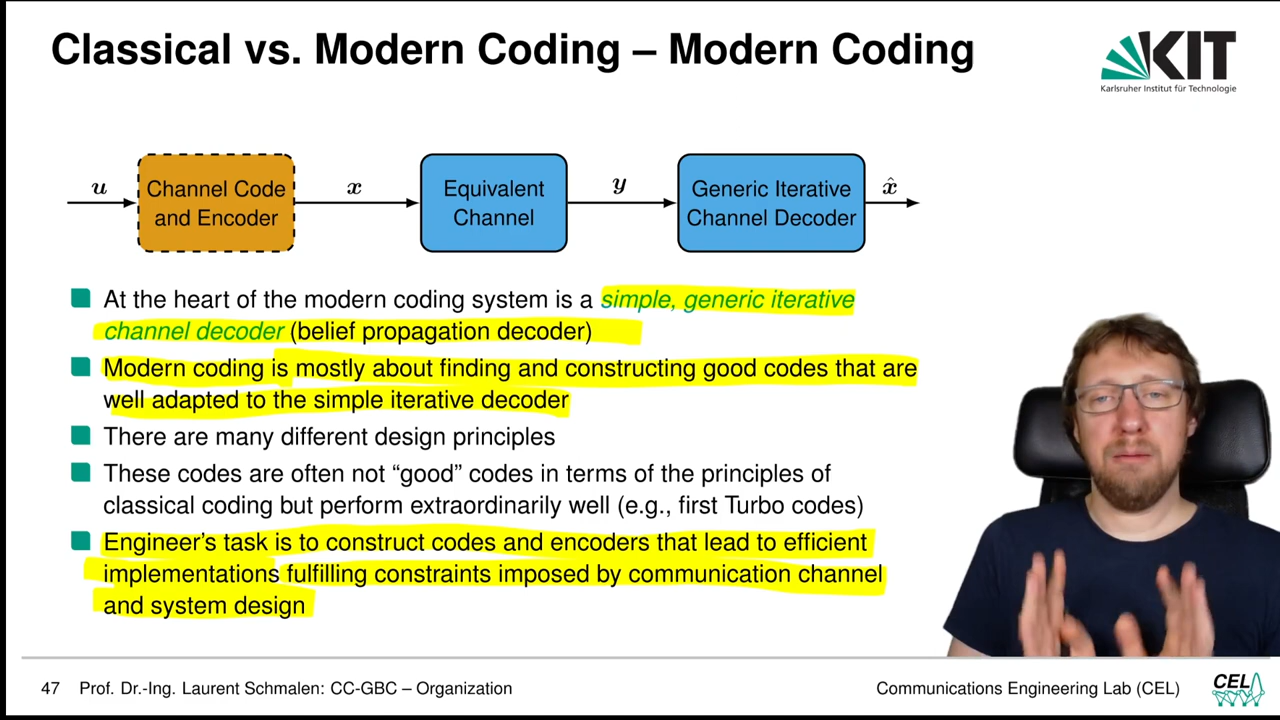 Classical vs. Modern Coding – Modern Coding
KIT
Karlsruher Institut für Technologie
u
Channel Code
and Encoder
x
Equivalent
Channel
y
Generic Iterative
Channel Decoder
x̂
At the heart of the modern coding system is a simple, generic iterative
channel decoder (belief propagation decoder)
Modern coding is mostly about finding and constructing good codes that are
well adapted to the simple iterative decoder
There are many different design principles
These codes are often not “good” codes in terms of the principles of
classical coding but perform extraordinarily well (e.g., first Turbo codes)
Engineer’s task is to construct codes and encoders that lead to efficient
implementations fulfilling constraints imposed by communication channel
and system design
47 Prof. Dr.-Ing. Laurent Schmalen: CC-GBC – Organization
Communications Engineering Lab (CEL)
CEL